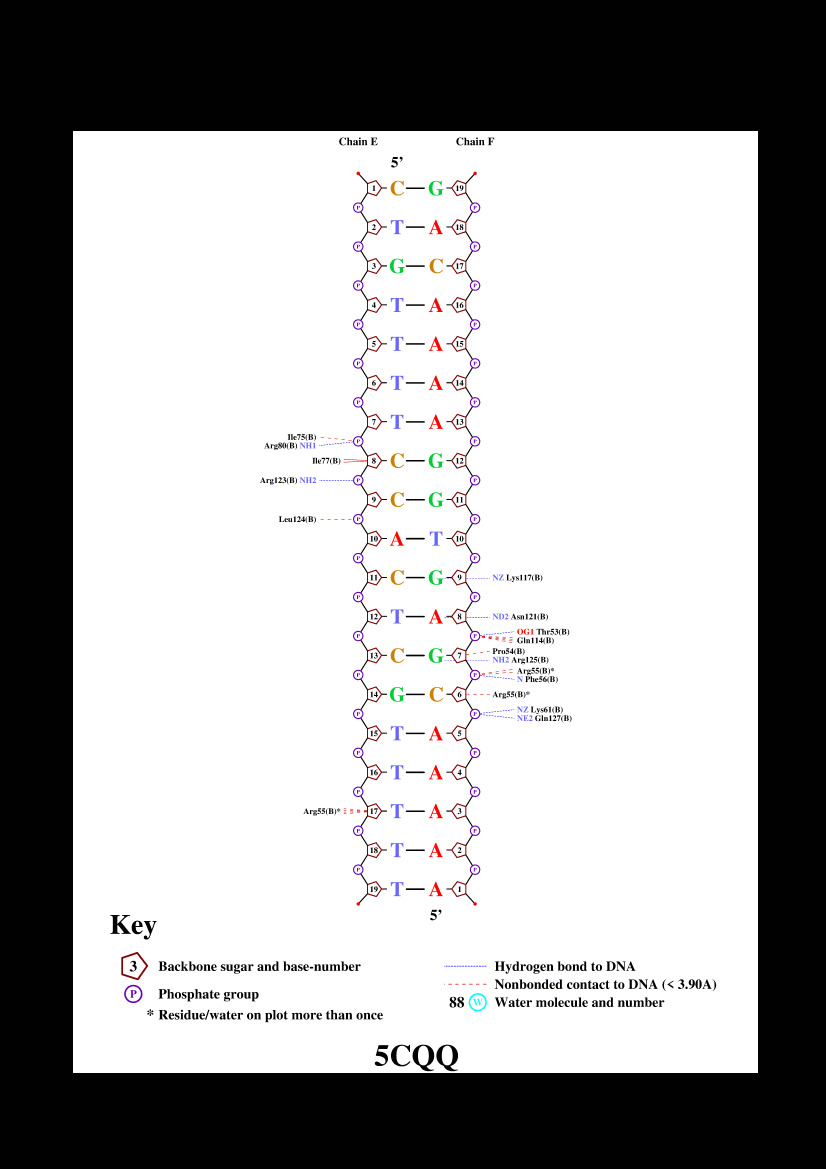 Chain E Chain F
5’
1 C G 19
P P
2 T A 18
P P
3 G C 17
P P
4 T A 16
P P
5 T A 15
P P
6 T A 14
P P
7 T A 13
Ile75(B)
P P
Arg80(B) NH1
Ile77(B) 8 C G 12
Arg123(B) NH2 P P
9 C G 11
Leu124(B) P P
10 A T 10
P P
11 C G 9 NZ Lys117(B)
P P
12 T A 8 ND2 Asn121(B)
OG1 Thr53(B)
P P
Gln114(B)
Pro54(B)
13 C G 7
NH2 Arg125(B)
Arg55(B)*
P P
N Phe56(B)
14 G C 6 Arg55(B)*
NZ Lys61(B)
P P
NE2 Gln127(B)
15 T A 5
P P
16 T A 4
P P
Arg55(B)* 17 T A 3
P P
18 T A 2
P P
19 T A 1
5’
Key
3 Backbone sugar and base-number
P Phosphate group
* Residue/water on plot more than once
Hydrogen bond to DNA
Nonbonded contact to DNA (< 3.90A)
88 W Water molecule and number
5CQQ